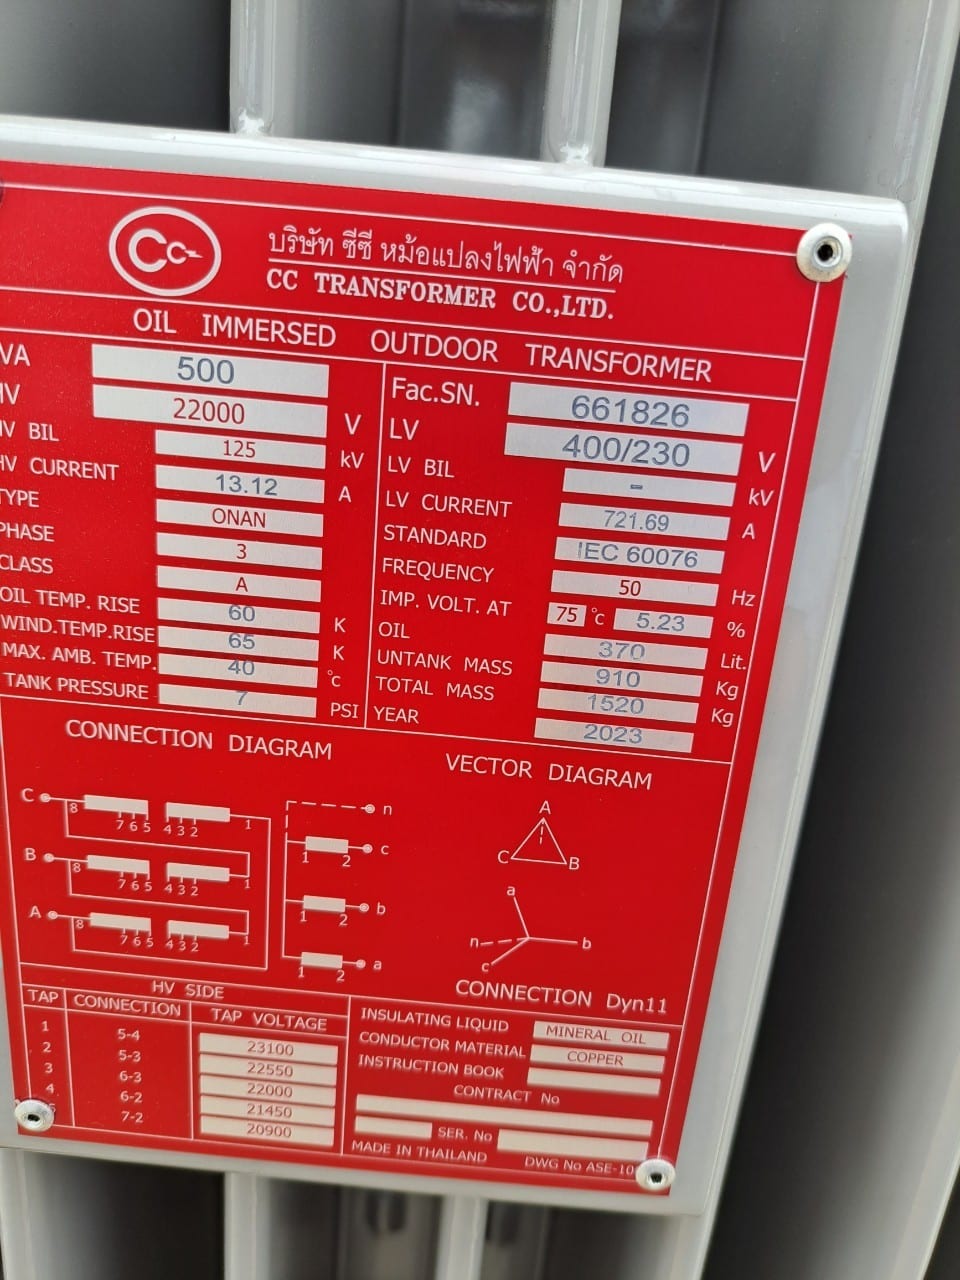 CC
บริษัท ซีซี หม้อแปลงไฟฟ้า จำกัด
CC TRANSFORMER CO.,LTD.
OIL IMMERSED OUTDOOR TRANSFORMER
VA 500
HV 22000 V
HV BIL 125 kV
HV CURRENT 13.12 A
TYPE ONAN
PHASE 3
CLASS A
OIL TEMP. RISE 60 K
WIND.TEMP.RISE 65 K
MAX. AMB. TEMP. 40 °c
TANK PRESSURE 7 PSI
Fac.SN. 661826
LV 400/230 V
LV BIL - kV
LV CURRENT 721.69 A
STANDARD IEC 60076
FREQUENCY 50 Hz
IMP. VOLT. AT 75 °c 5.23 %
OIL 370 Lit.
UNTANK MASS 910 Kg
TOTAL MASS 1520 Kg
YEAR 2023
CONNECTION DIAGRAM
C 8 7 6 5 4 3 2 1
B 8 7 6 5 4 3 2 1
A 8 7 6 5 4 3 2 1
n
1 2 c
1 2 b
1 2 a
VECTOR DIAGRAM
A
C B
a
n b
c
CONNECTION Dyn11
HV SIDE
TAP CONNECTION TAP VOLTAGE
1 5-4 23100
2 5-3 22550
3 6-3 22000
4 6-2 21450
7-2 20900
INSULATING LIQUID MINERAL OIL
CONDUCTOR MATERIAL COPPER
INSTRUCTION BOOK
CONTRACT No
SER. No
MADE IN THAILAND DWG No ASE-10